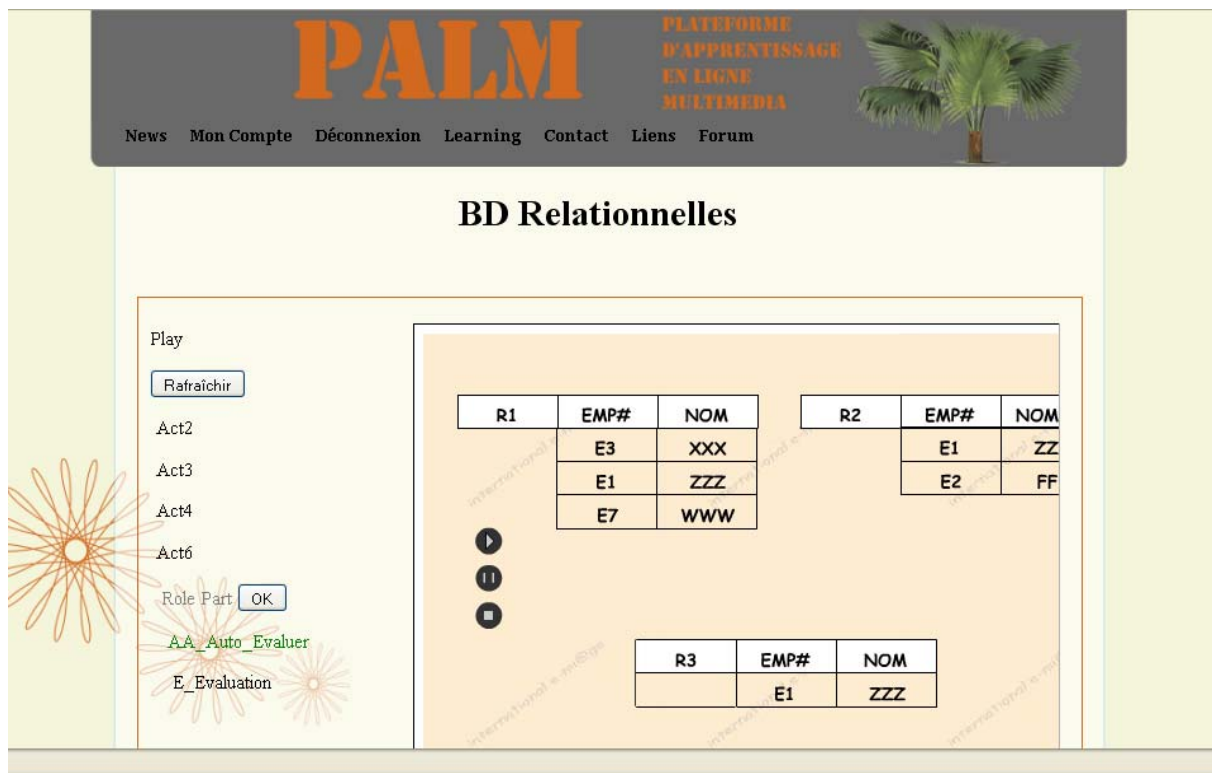 PALM
PLATEFORME
D'APPRENTISSAGE
EN LIGNE
MULTIMEDIA
News Mon Compte Déconnexion Learning Contact Liens Forum
BD Relationnelles
Play
Rafraîchir
Act2
Act3
Act4
Act6
Role Part OK
AA_Auto_Evaluer
E_Evaluation
R1 EMP# NOM
E3 XXX
E1 ZZZ
E7 WWW
R2 EMP# NOM
E1 ZZ
E2 FF
R3 EMP# NOM
E1 ZZZ